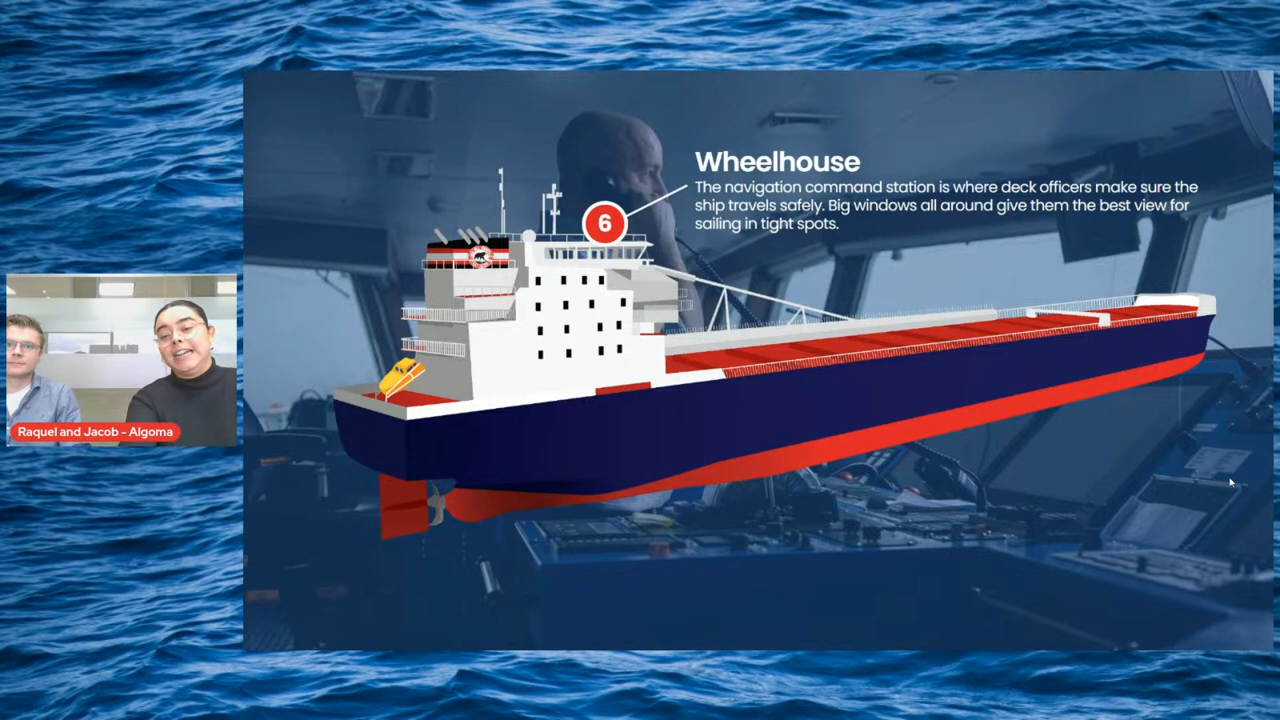 Wheelhouse
The navigation command station is where deck officers make sure the
ship travels safely. Big windows all around give them the best view for
sailing in tight spots.
6
Raquel and Jacob - Algoma